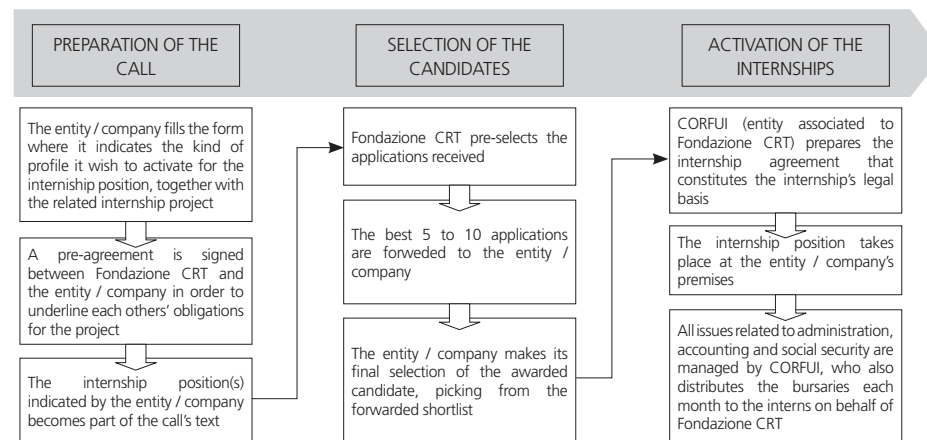 PREPARATION OF THE
CALL
SELECTION OF THE
CANDIDATES
ACTIVATION OF THE
INTERNSHIPS
The entity / company fills the form
where it indicates the kind of
profile it wish to activate for the
interniship position, together with
the related internship project
A pre-agreement is signed
between Fondazione CRT and
the entity / company in order to
underline each others' obligations
for the project
The internship position(s)
indicated by the entity / company
becomes part of the call's text
Fondazione CRT pre-selects the
applications received
The best 5 to 10 applications
are forweded to the entity /
company
The entity / company makes its
final selection of the awarded
candidate, picking from the
forwarded shortlist
CORFUI (entity associated to
Fondazione CRT) prepares the
internship agreement that
constitutes the internship's legal
basis
The internship position takes
place at the entity / company's
premises
All issues related to administration,
accounting and social security are
managed by CORFUI, who also
distributes the bursaries each
month to the interns on behalf of
Fondazione CRT